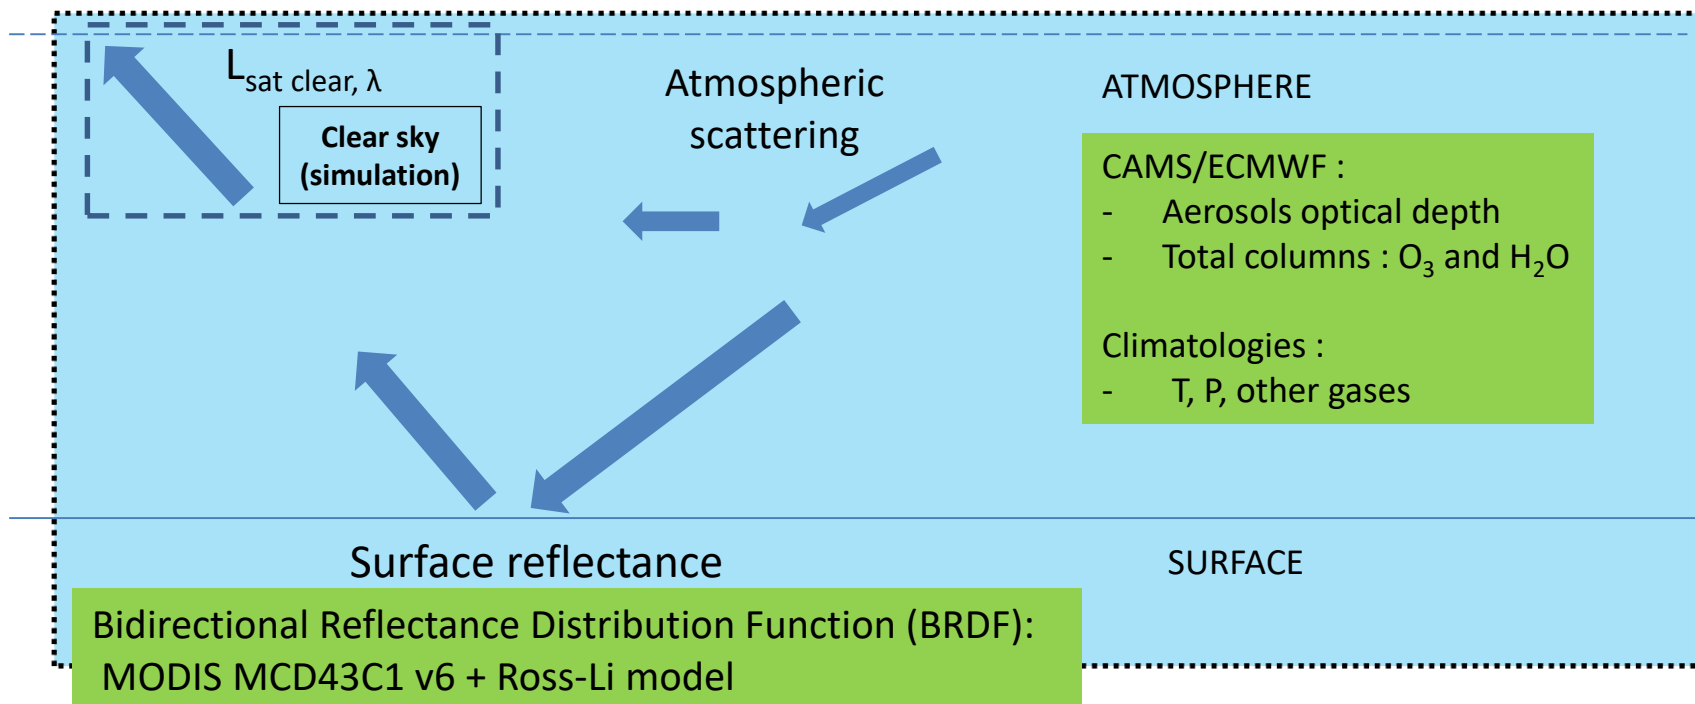 L_sat clear, λ
Clear sky
(simulation)
Atmospheric
scattering
ATMOSPHERE
CAMS/ECMWF :
- Aerosols optical depth
- Total columns : O₃ and H₂O
Climatologies :
- T, P, other gases
Surface reflectance
SURFACE
Bidirectional Reflectance Distribution Function (BRDF):
MODIS MCD43C1 v6 + Ross-Li model